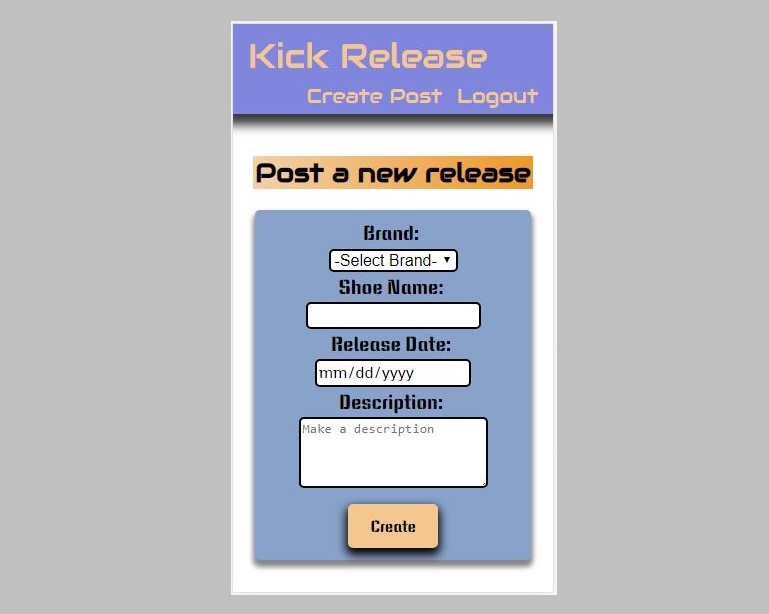 Kick Release
Create Post Logout
Post a new release
Brand:
-Select Brand-
Shoe Name:
Release Date:
mm/dd/yyyy
Description:
Make a description
Create